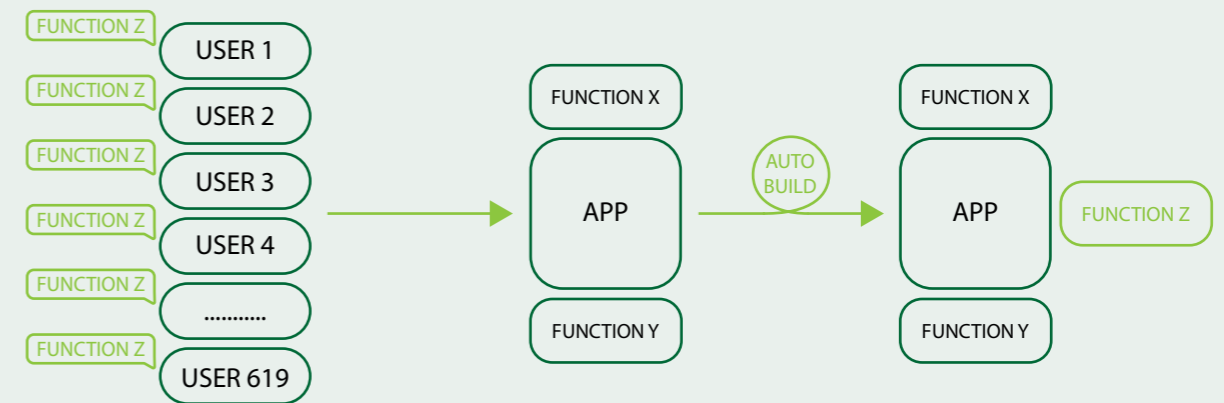 FUNCTION Z
USER 1
FUNCTION Z
USER 2
FUNCTION Z
USER 3
FUNCTION Z
USER 4
FUNCTION Z
...........
FUNCTION Z
USER 619
FUNCTION X
APP
FUNCTION Y
AUTO
BUILD
FUNCTION X
APP
FUNCTION Z
FUNCTION Y